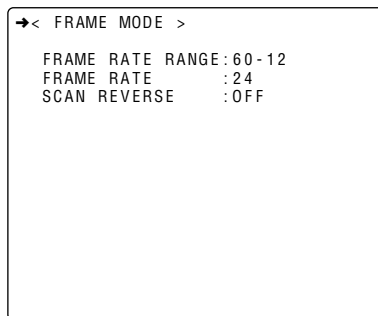 ➔< FRAME MODE >
FRAME RATE RANGE:60-12
FRAME RATE :24
SCAN REVERSE :OFF